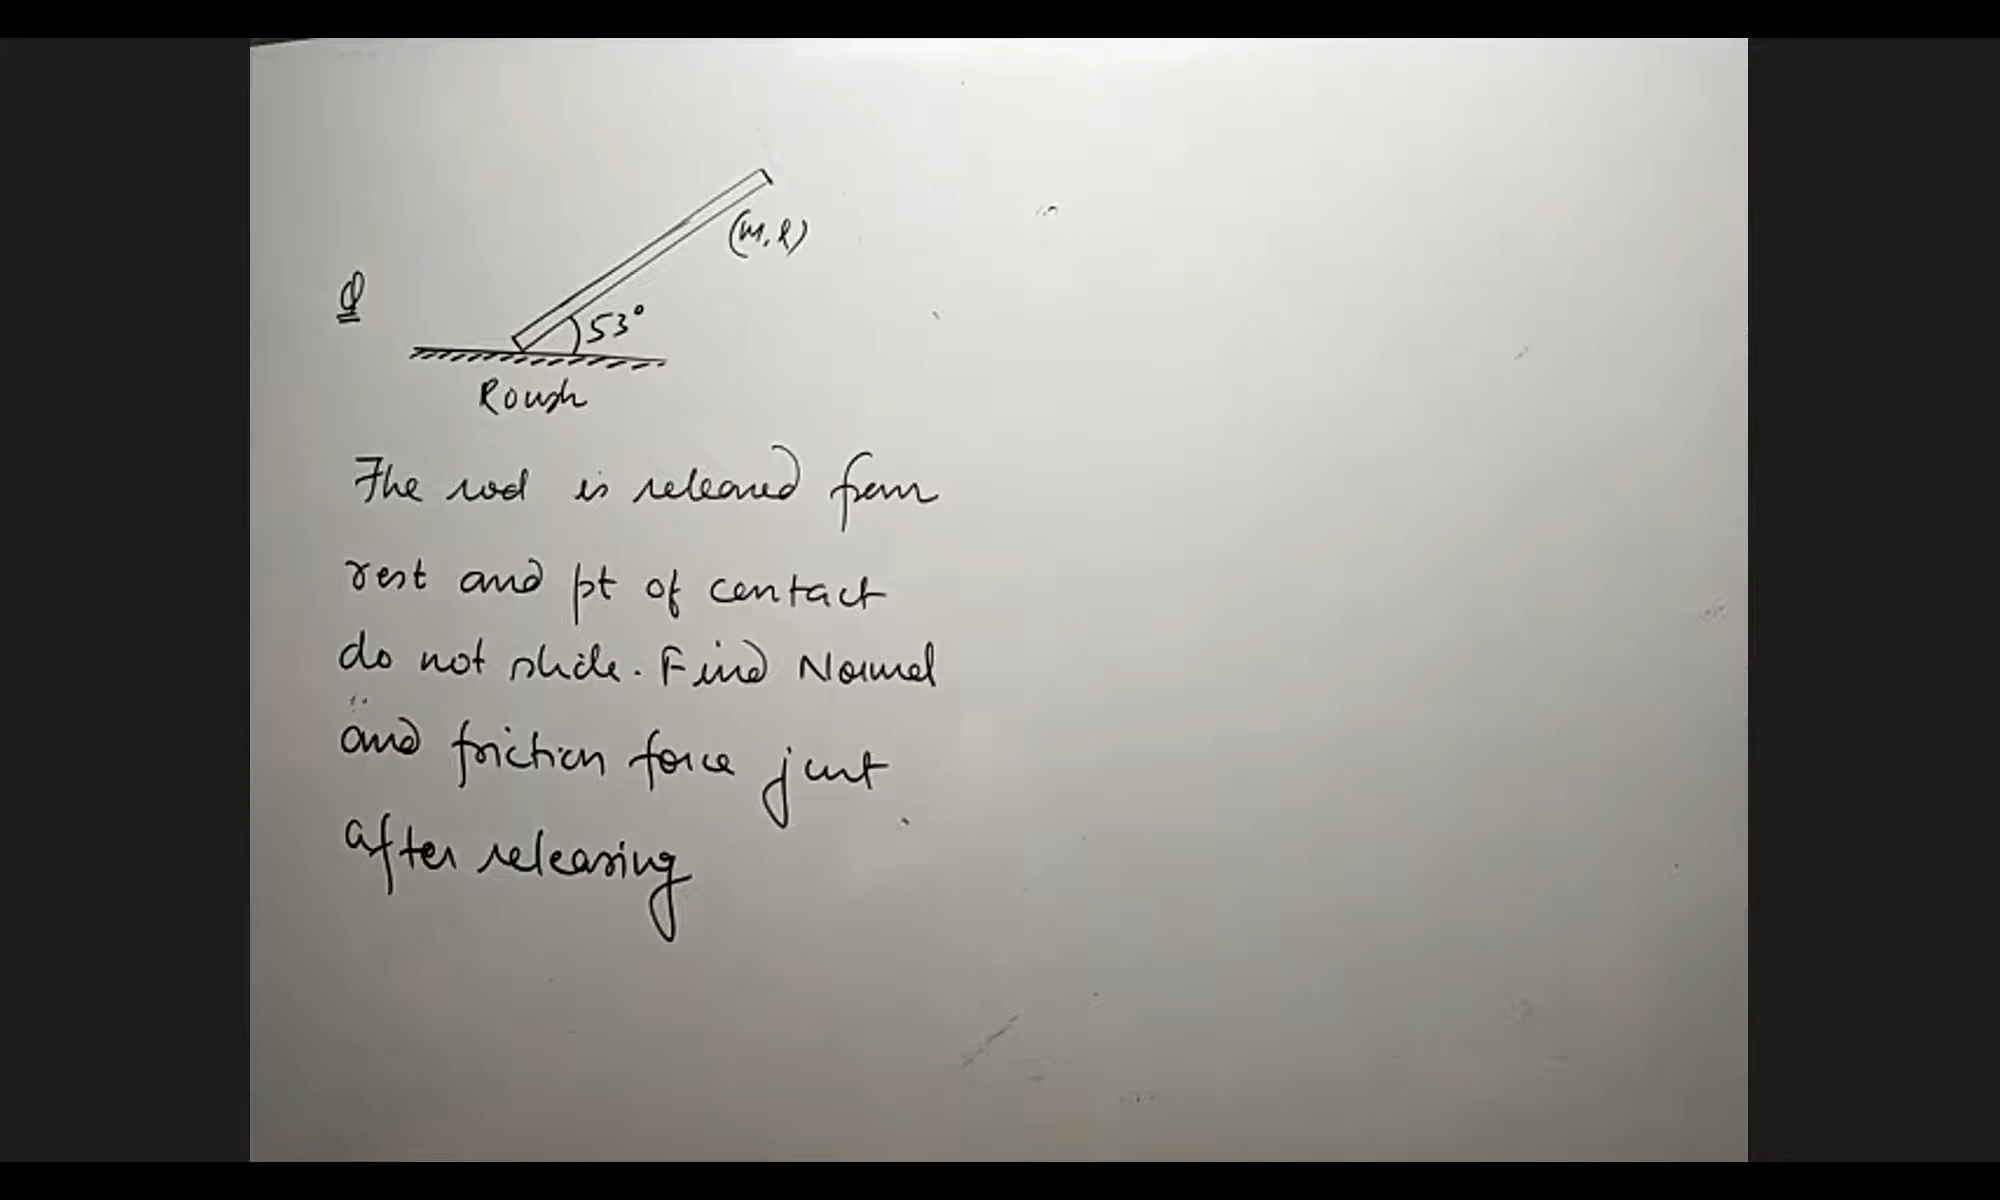 (m, l)
Q
53°
Rough
The rod is released from
rest and pt of contact
do not slide. Find Normal
and friction force just
after releasing